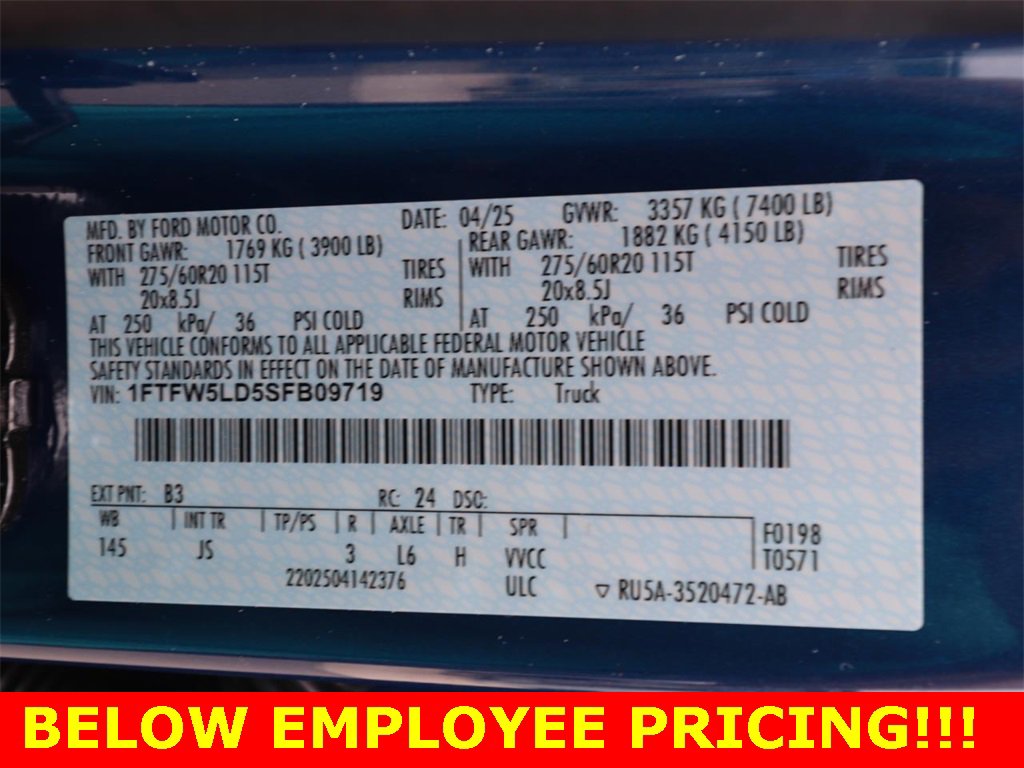 MFD. BY FORD MOTOR CO. DATE: 04/25 GVWR: 3357 KG ( 7400 LB)
FRONT GAWR: 1769 KG ( 3900 LB) REAR GAWR: 1882 KG ( 4150 LB)
WITH 275/60R20 115T TIRES WITH 275/60R20 115T TIRES
20x8.5J RIMS 20x8.5J RIMS
AT 250 kPa/ 36 PSI COLD AT 250 kPa/ 36 PSI COLD
THIS VEHICLE CONFORMS TO ALL APPLICABLE FEDERAL MOTOR VEHICLE
SAFETY STANDARDS IN EFFECT ON THE DATE OF MANUFACTURE SHOWN ABOVE.
VIN: 1FTFW5LD5SFB09719 TYPE: Truck
EXT PNT: B3 RC: 24 DSO:
WB INT TR TP/PS R AXLE TR SPR F0198
145 JS 3 L6 H VVCC T0571
2202504142376 ULC ▽ RU5A-3520472-AB
BELOW EMPLOYEE PRICING!!!